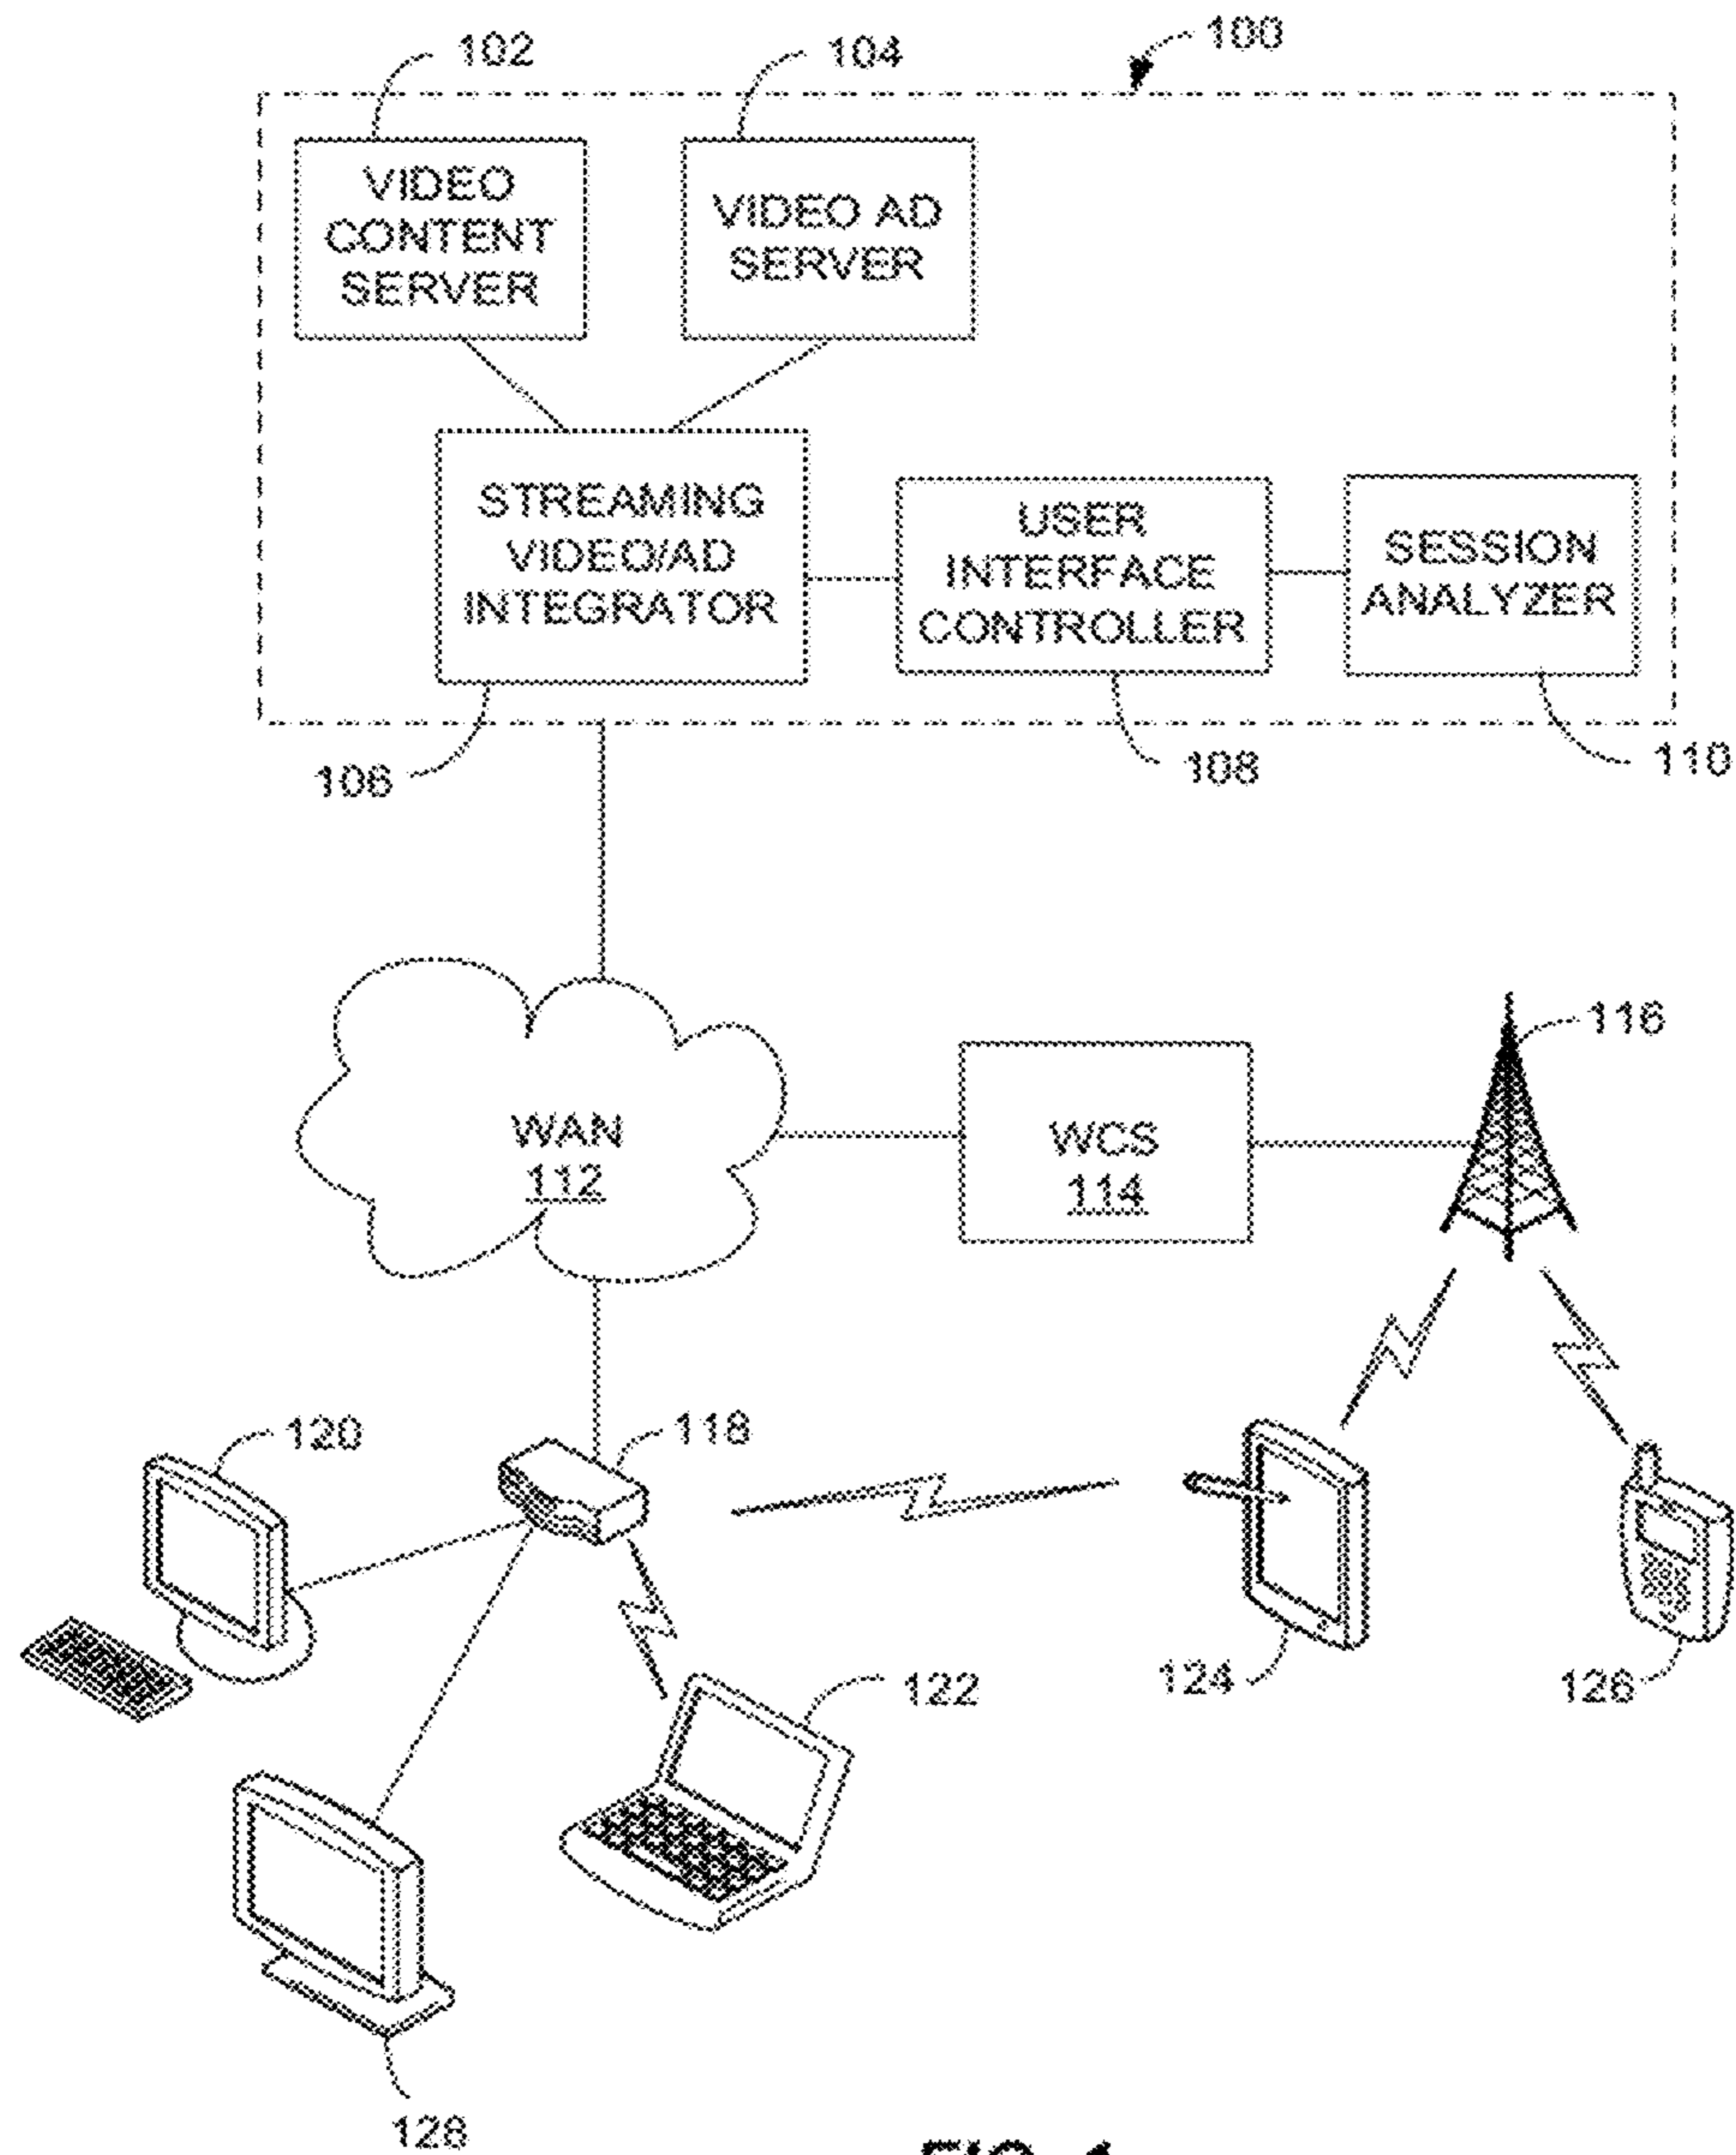 102
104
100
VIDEO
CONTENT
SERVER
VIDEO AD
SERVER
STREAMING
VIDEO/AD
INTEGRATOR
USER
INTERFACE
CONTROLLER
SESSION
ANALYZER
106
108
110
WAN
112
WCS
114
116
120
118
122
124
126
128